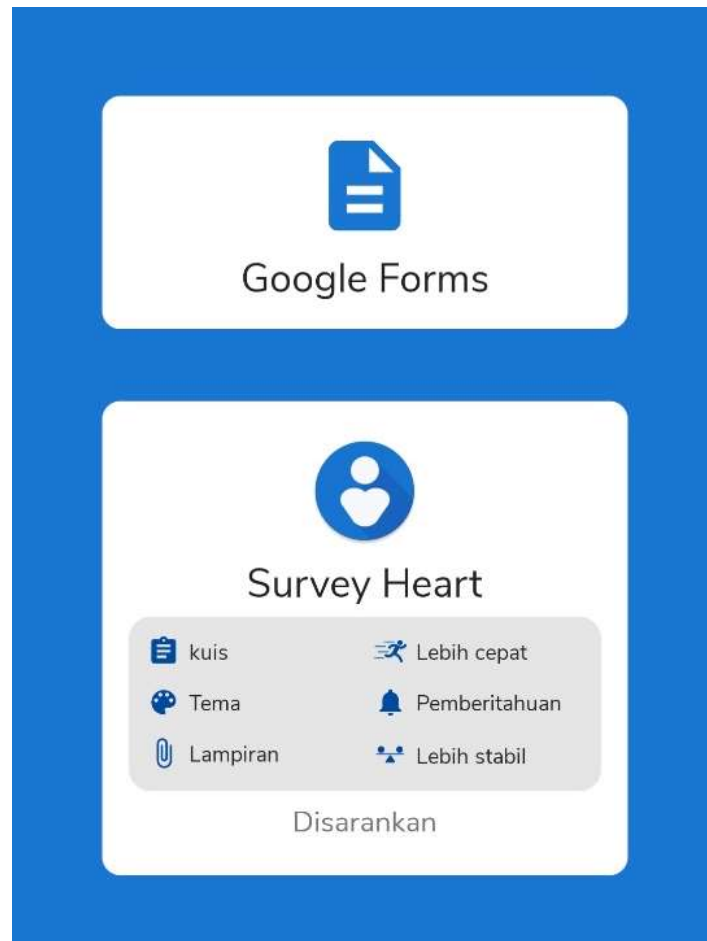 Google Forms
Survey Heart
kuis
Lebih cepat
Tema
Pemberitahuan
Lampiran
Lebih stabil
Disarankan